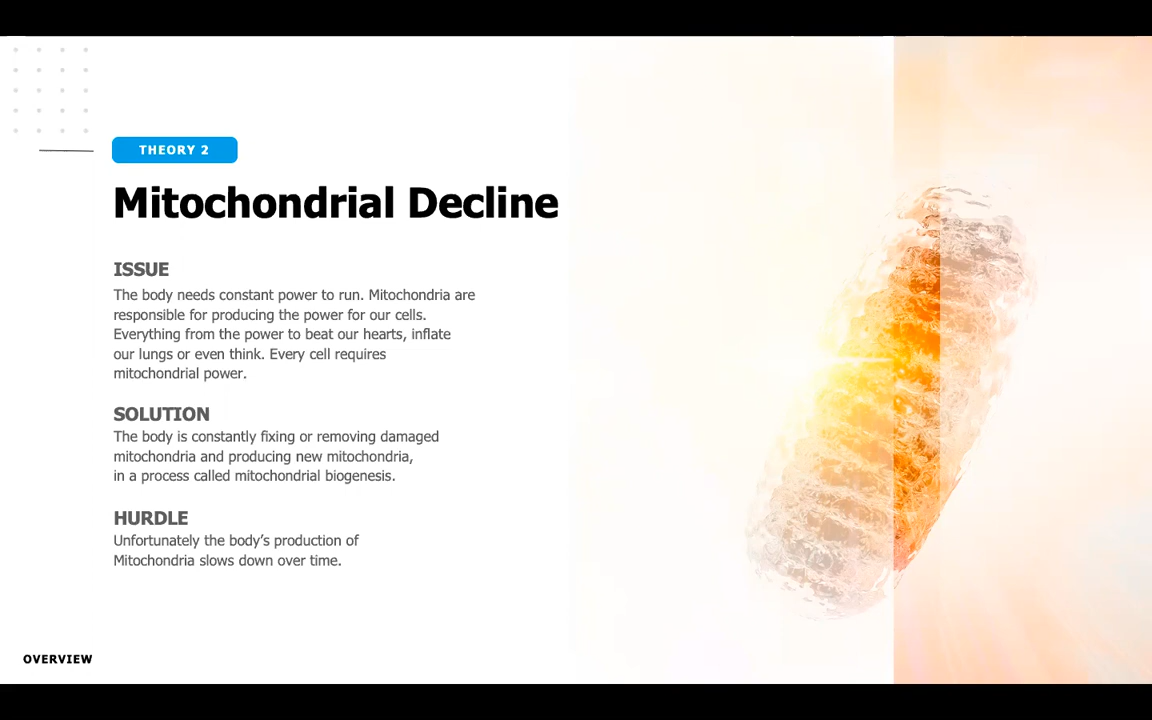 THEORY 2
Mitochondrial Decline
ISSUE
The body needs constant power to run. Mitochondria are
responsible for producing the power for our cells.
Everything from the power to beat our hearts, inflate
our lungs or even think. Every cell requires
mitochondrial power.
SOLUTION
The body is constantly fixing or removing damaged
mitochondria and producing new mitochondria,
in a process called mitochondrial biogenesis.
HURDLE
Unfortunately the body’s production of
Mitochondria slows down over time.
OVERVIEW